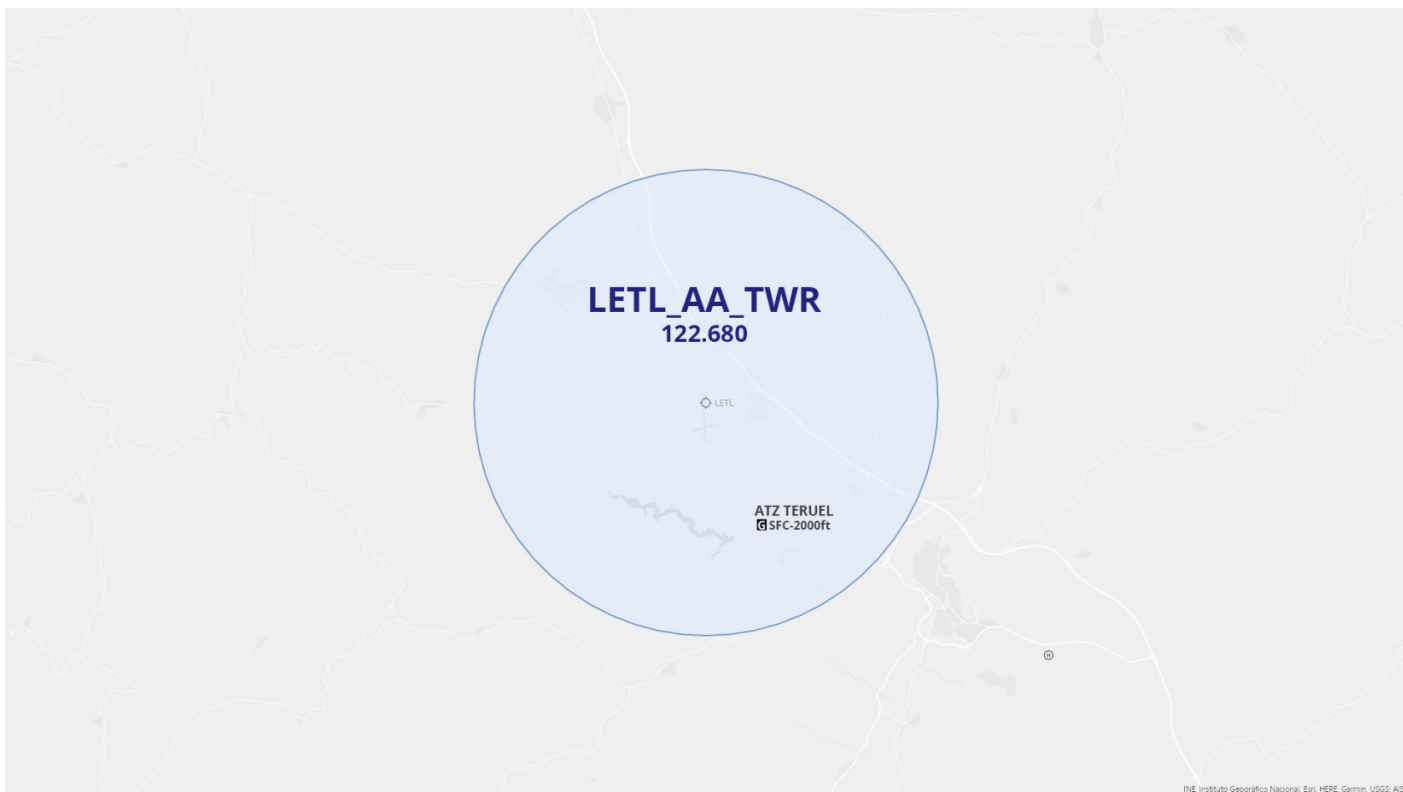 LETL_AA_TWR
122.680
LETL
ATZ TERUEL
G SFC-2000ft
H
INE, Instituto Geográfico Nacional, Esri, HERE, Garmin, USGS; AIS